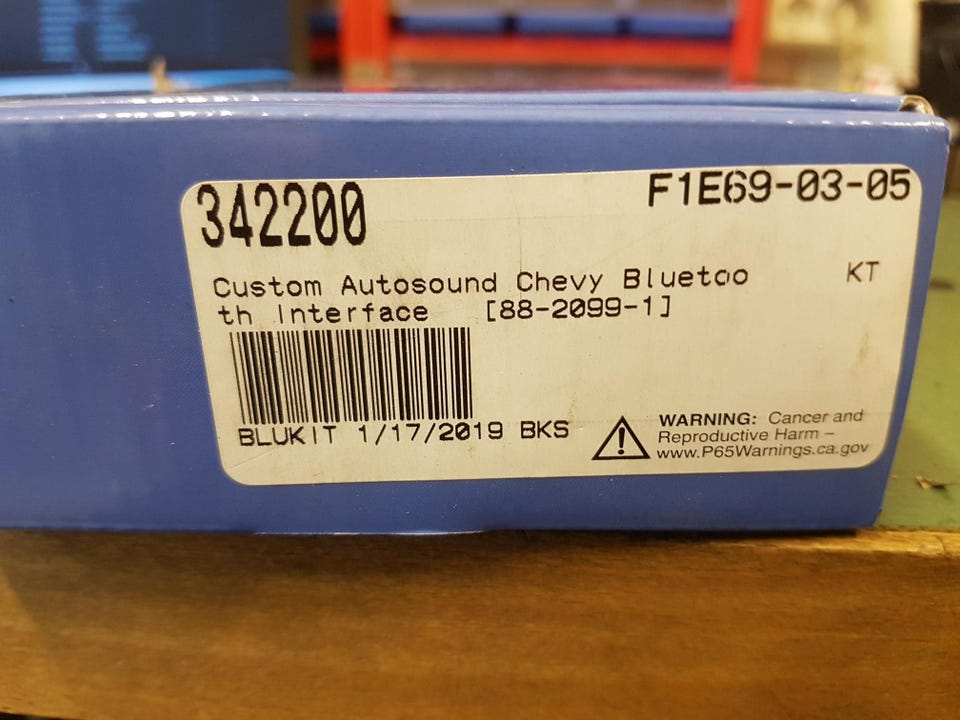 342200
F1E69-03-05
Custom Autosound Chevy Bluetoo
KT
th Interface [88-2099-1]
BLUKIT 1/17/2019 BKS
WARNING: Cancer and
Reproductive Harm –
www.P65Warnings.ca.gov